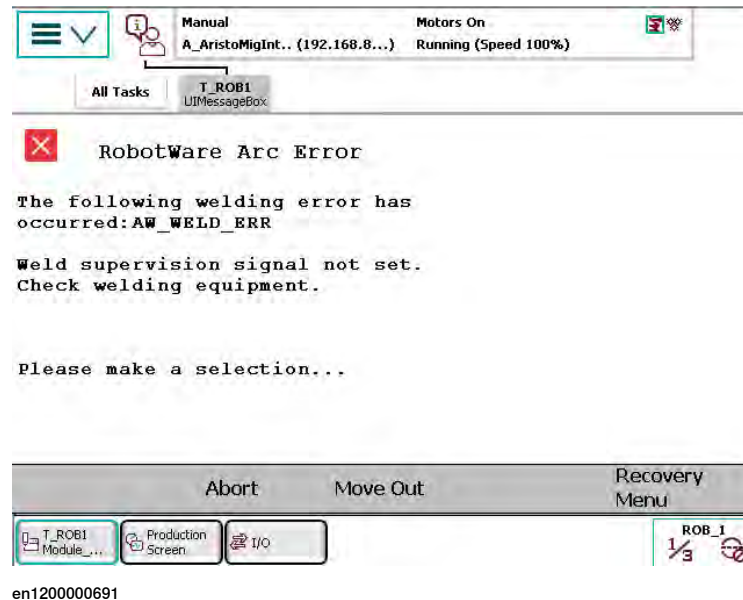 Manual
Motors On
A_AristoMigInt.. (192.168.8...)
Running (Speed 100%)
All Tasks
T_ROB1
UIMessageBox
RobotWare Arc Error
The following welding error has
occurred:AW_WELD_ERR
Weld supervision signal not set.
Check welding equipment.
Please make a selection...
Abort
Move Out
Recovery
Menu
T_ROB1
Module_...
Production
Screen
I/O
ROB_1
1/3
en1200000691